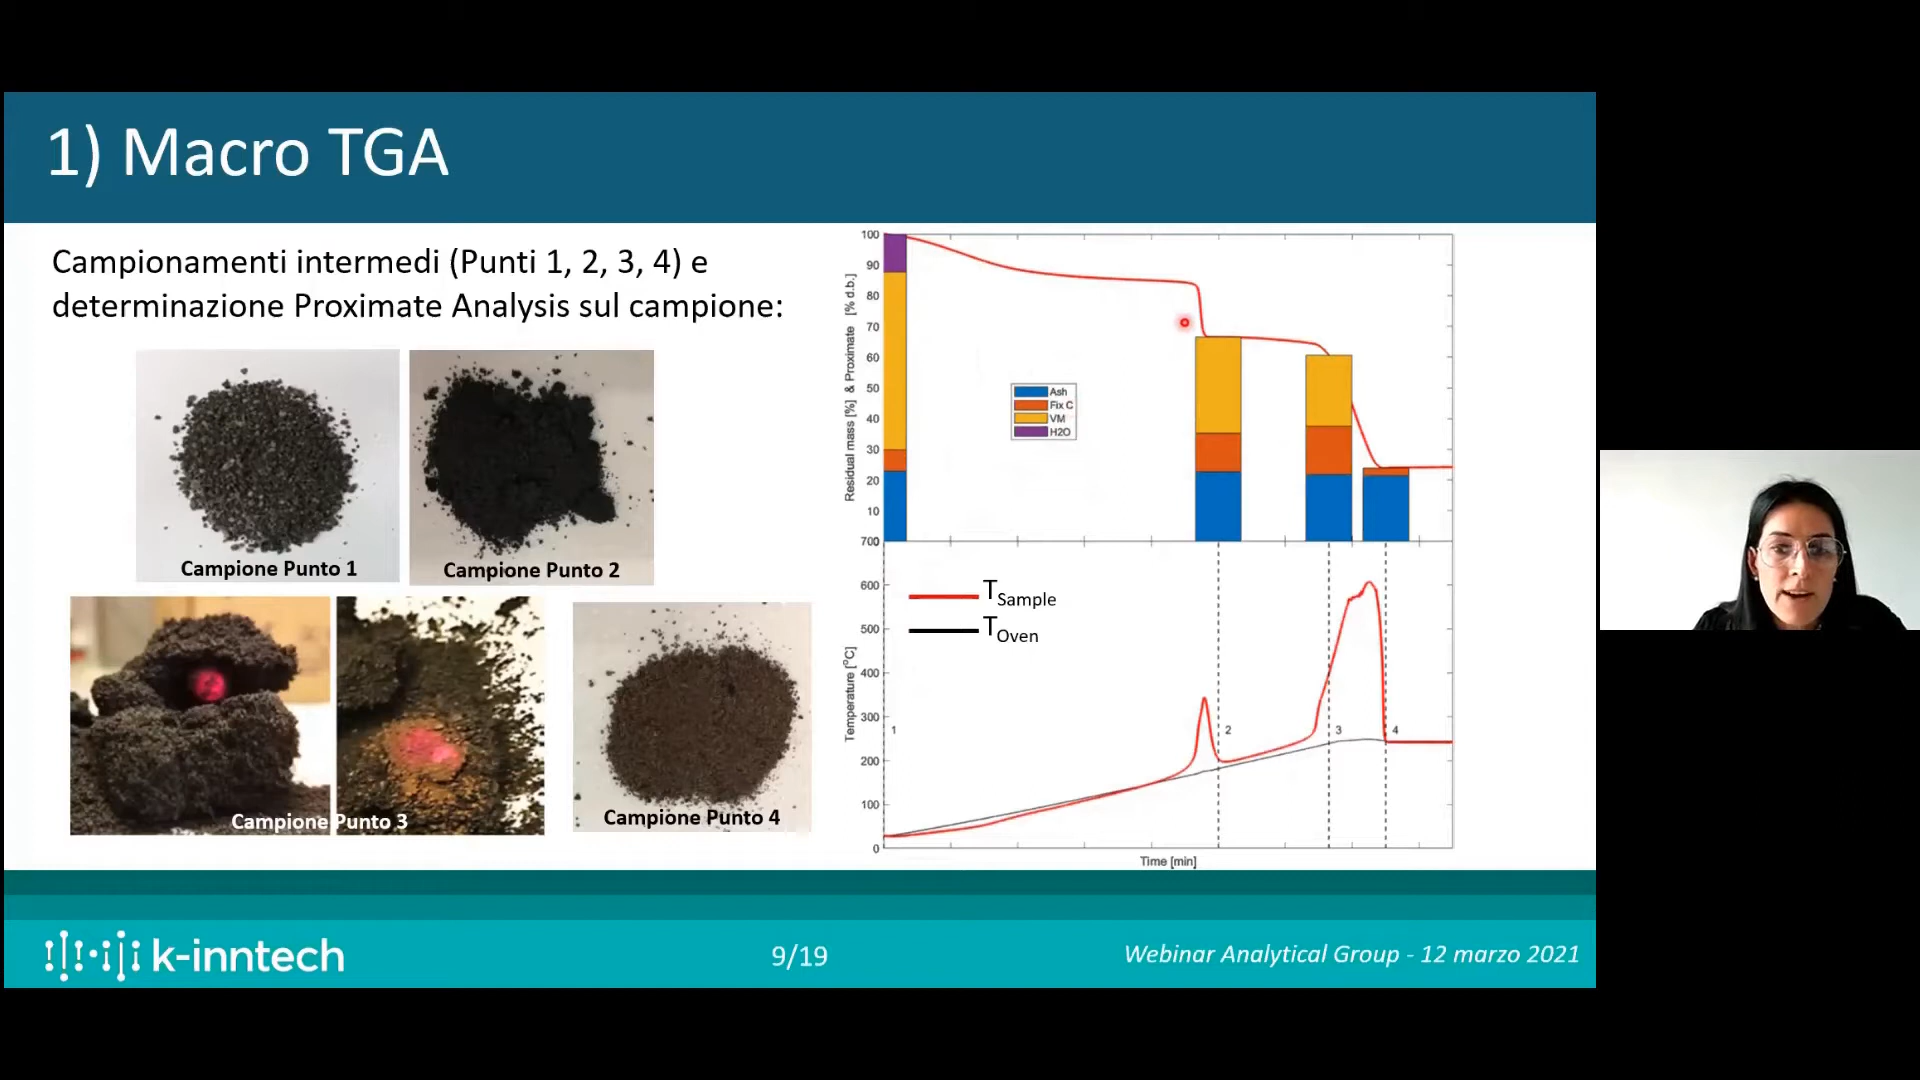 1) Macro TGA
Campionamenti intermedi (Punti 1, 2, 3, 4) e
determinazione Proximate Analysis sul campione:
Campione Punto 1
Campione Punto 2
Campione Punto 3
Campione Punto 4
Residual mass [%] & Proximate [% d.b.]
100
90
80
70
60
50
40
30
20
10
Ash
Fix C
VM
H2O
Temperature [°C]
700
600
500
400
300
200
100
0
TSample
TOven
1
2
3
4
Time [min]
k-inntech
9/19
Webinar Analytical Group - 12 marzo 2021